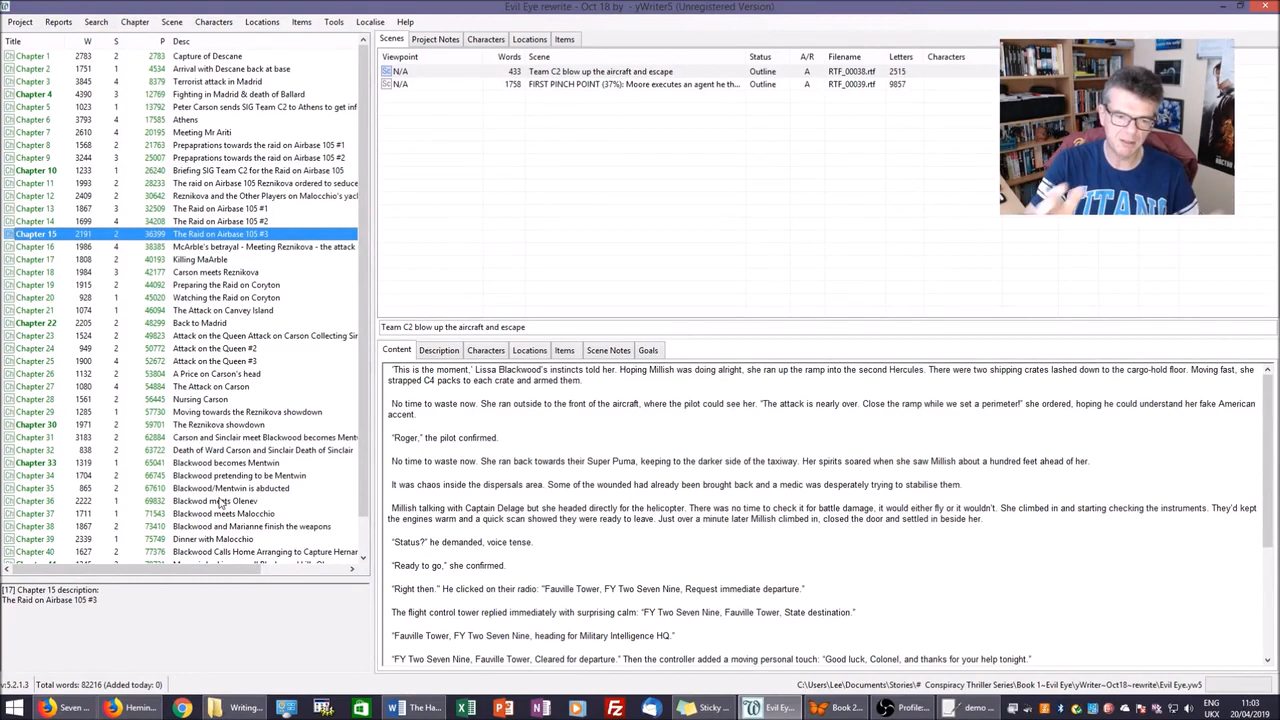 Evil Eye rewrite - Oct 18 by - yWriter5 (Unregistered Version)
Project Reports Search Chapter Scene Characters Locations Items Tools Localise Help
Title W S P Desc
Chapter 1 2783 2 2783 Capture of Descane
Chapter 2 1751 1 4534 Arrival with Descane back at base
Chapter 3 3845 4 8379 Terrorist attack in Madrid
Chapter 4 4390 3 12769 Fighting in Madrid & death of Ballard
Chapter 5 1023 1 13792 Peter Carson sends SIG Team C2 to Athens to get inf
Chapter 6 3793 4 17585 Athens
Chapter 7 2610 4 20195 Meeting Mr Ariti
Chapter 8 1568 2 21763 Prepaprations towards the raid on Airbase 105 #1
Chapter 9 3244 3 25007 Prepaprations towards the raid on Airbase 105 #2
Chapter 10 1233 1 26240 Briefing SIG Team C2 for the Raid on Airbase 105
Chapter 11 1993 2 28233 The raid on Airbase 105 Reznikova ordered to seduce
Chapter 12 2409 2 30642 Reznikova and the Other Players on Malocchio's yacl
Chapter 13 1867 3 32509 The Raid on Airbase 105 #1
Chapter 14 1699 4 34208 The Raid on Airbase 105 #2
Chapter 15 2191 2 36399 The Raid on Airbase 105 #3
Chapter 16 1986 4 38385 McArble's betrayal - Meeting Reznikova - the attack
Chapter 17 1808 2 40193 Killing MaArble
Chapter 18 1984 3 42177 Carson meets Reznikova
Chapter 19 1915 2 44092 Preparing the Raid on Coryton
Chapter 20 928 1 45020 Watching the Raid on Coryton
Chapter 21 1074 1 46094 The Attack on Canvey Island
Chapter 22 2205 2 48299 Back to Madrid
Chapter 23 1524 2 49823 Attack on the Queen Attack on Carson Collecting Sir
Chapter 24 949 2 50772 Attack on the Queen #2
Chapter 25 1900 4 52672 Attack on the Queen #3
Chapter 26 1132 2 53804 A Price on Carson's head
Chapter 27 1080 4 54884 The Attack on Carson
Chapter 28 1561 2 56445 Nursing Carson
Chapter 29 1285 1 57730 Moving towards the Reznikova showdown
Chapter 30 1971 2 59701 The Reznikova showdown
Chapter 31 3183 2 62884 Carson and Sinclair meet Blackwood becomes Ment
Chapter 32 838 2 63722 Death of Ward Carson and Sinclair Death of Sinclair
Chapter 33 1319 1 65041 Blackwood becomes Mentwin
Chapter 34 1704 2 66745 Blackwood pretending to be Mentwin
Chapter 35 865 2 67610 Blackwood/Mentwin is abducted
Chapter 36 2222 1 69832 Blackwod meets Olenev
Chapter 37 1711 1 71543 Blackwood meets Malocchio
Chapter 38 1867 2 73410 Blackwood and Marianne finish the weapons
Chapter 39 2339 1 75749 Dinner with Malocchio
Chapter 40 1627 2 77376 Blackwood Calls Home Arranging to Capture Hernar
[17] Chapter 15 description:
The Raid on Airbase 105 #3
Scenes Project Notes Characters Locations Items
Viewpoint Words Scene Status A/R Filename Letters Characters
N/A 433 Team C2 blow up the aircraft and escape Outline A RTF_00038.rtf 2515
N/A 1758 FIRST PINCH POINT (37%): Moore executes an agent he th... Outline A RTF_00039.rtf 9857
Team C2 blow up the aircraft and escape
Content Description Characters Locations Items Scene Notes Goals
'This is the moment,' Lissa Blackwood's instincts told her. Hoping Millish was doing alright, she ran up the ramp into the second Hercules. There were two shipping crates lashed down to the cargo-hold floor. Moving fast, she
strapped C4 packs to each crate and armed them.
No time to waste now. She ran outside to the front of the aircraft, where the pilot could see her. "The attack is nearly over. Close the ramp while we set a perimeter!" she ordered, hoping he could understand her fake American
accent.
"Roger," the pilot confirmed.
No time to waste now. She ran back towards their Super Puma, keeping to the darker side of the taxiway. Her spirits soared when she saw Millish about a hundred feet ahead of her.
It was chaos inside the dispersals area. Some of the wounded had already been brought back and a medic was desperately trying to stabilise them.
Millish talking with Captain Delage but she headed directly for the helicopter. There was no time to check it for battle damage, it would either fly or it wouldn't. She climbed in and starting checking the instruments. They'd kept
the engines warm and a quick scan showed they were ready to leave. Just over a minute later Millish climbed in, closed the door and settled in beside her.
"Status?" he demanded, voice tense.
"Ready to go," she confirmed.
"Right then." He clicked on their radio: "Fauville Tower, FY Two Seven Nine, Request immediate departure."
The flight control tower replied immediately with surprising calm: "FY Two Seven Nine, Fauville Tower, State destination."
"Fauville Tower, FY Two Seven Nine, heading for Military Intelligence HQ."
"FY Two Seven Nine, Fauville Tower, Cleared for departure." Then the controller added a moving personal touch: "Good luck, Colonel, and thanks for your help tonight."
v:5.2.1.3 Total words: 82216 (Added today: 0) C:\Users\Lee\Documents\Stories\# Conspiracy Thriller Series\Book 1~Evil Eye\yWriter~Oct18~rewrite\Evil Eye.yw5
Seven ... Hemin... Writing... The Ha... Sticky ... Evil Ey... Book 2... Profile:... demo ... ENG 11:03
UKX 20/04/2019